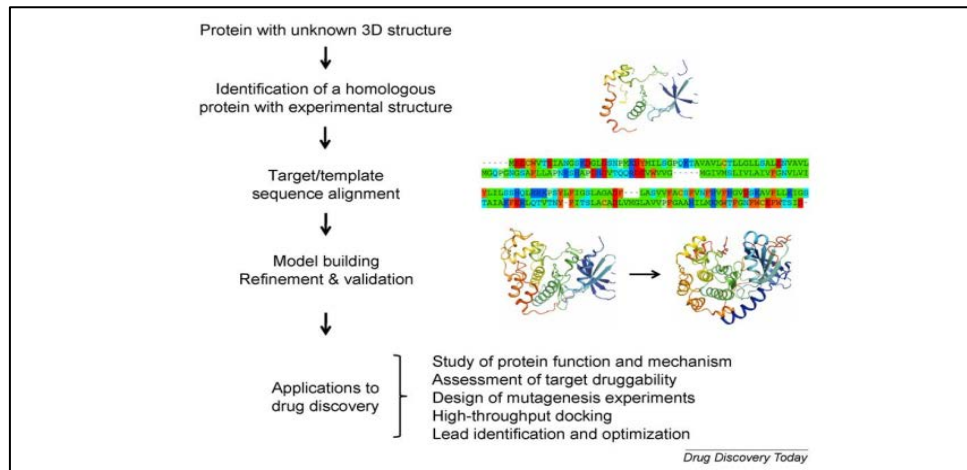 Protein with unknown 3D structure
Identification of a homologous
protein with experimental structure
Target/template
sequence alignment
Model building
Refinement & validation
Applications to
drug discovery
Study of protein function and mechanism
Assessment of target druggability
Design of mutagenesis experiments
High-throughput docking
Lead identification and optimization
Drug Discovery Today